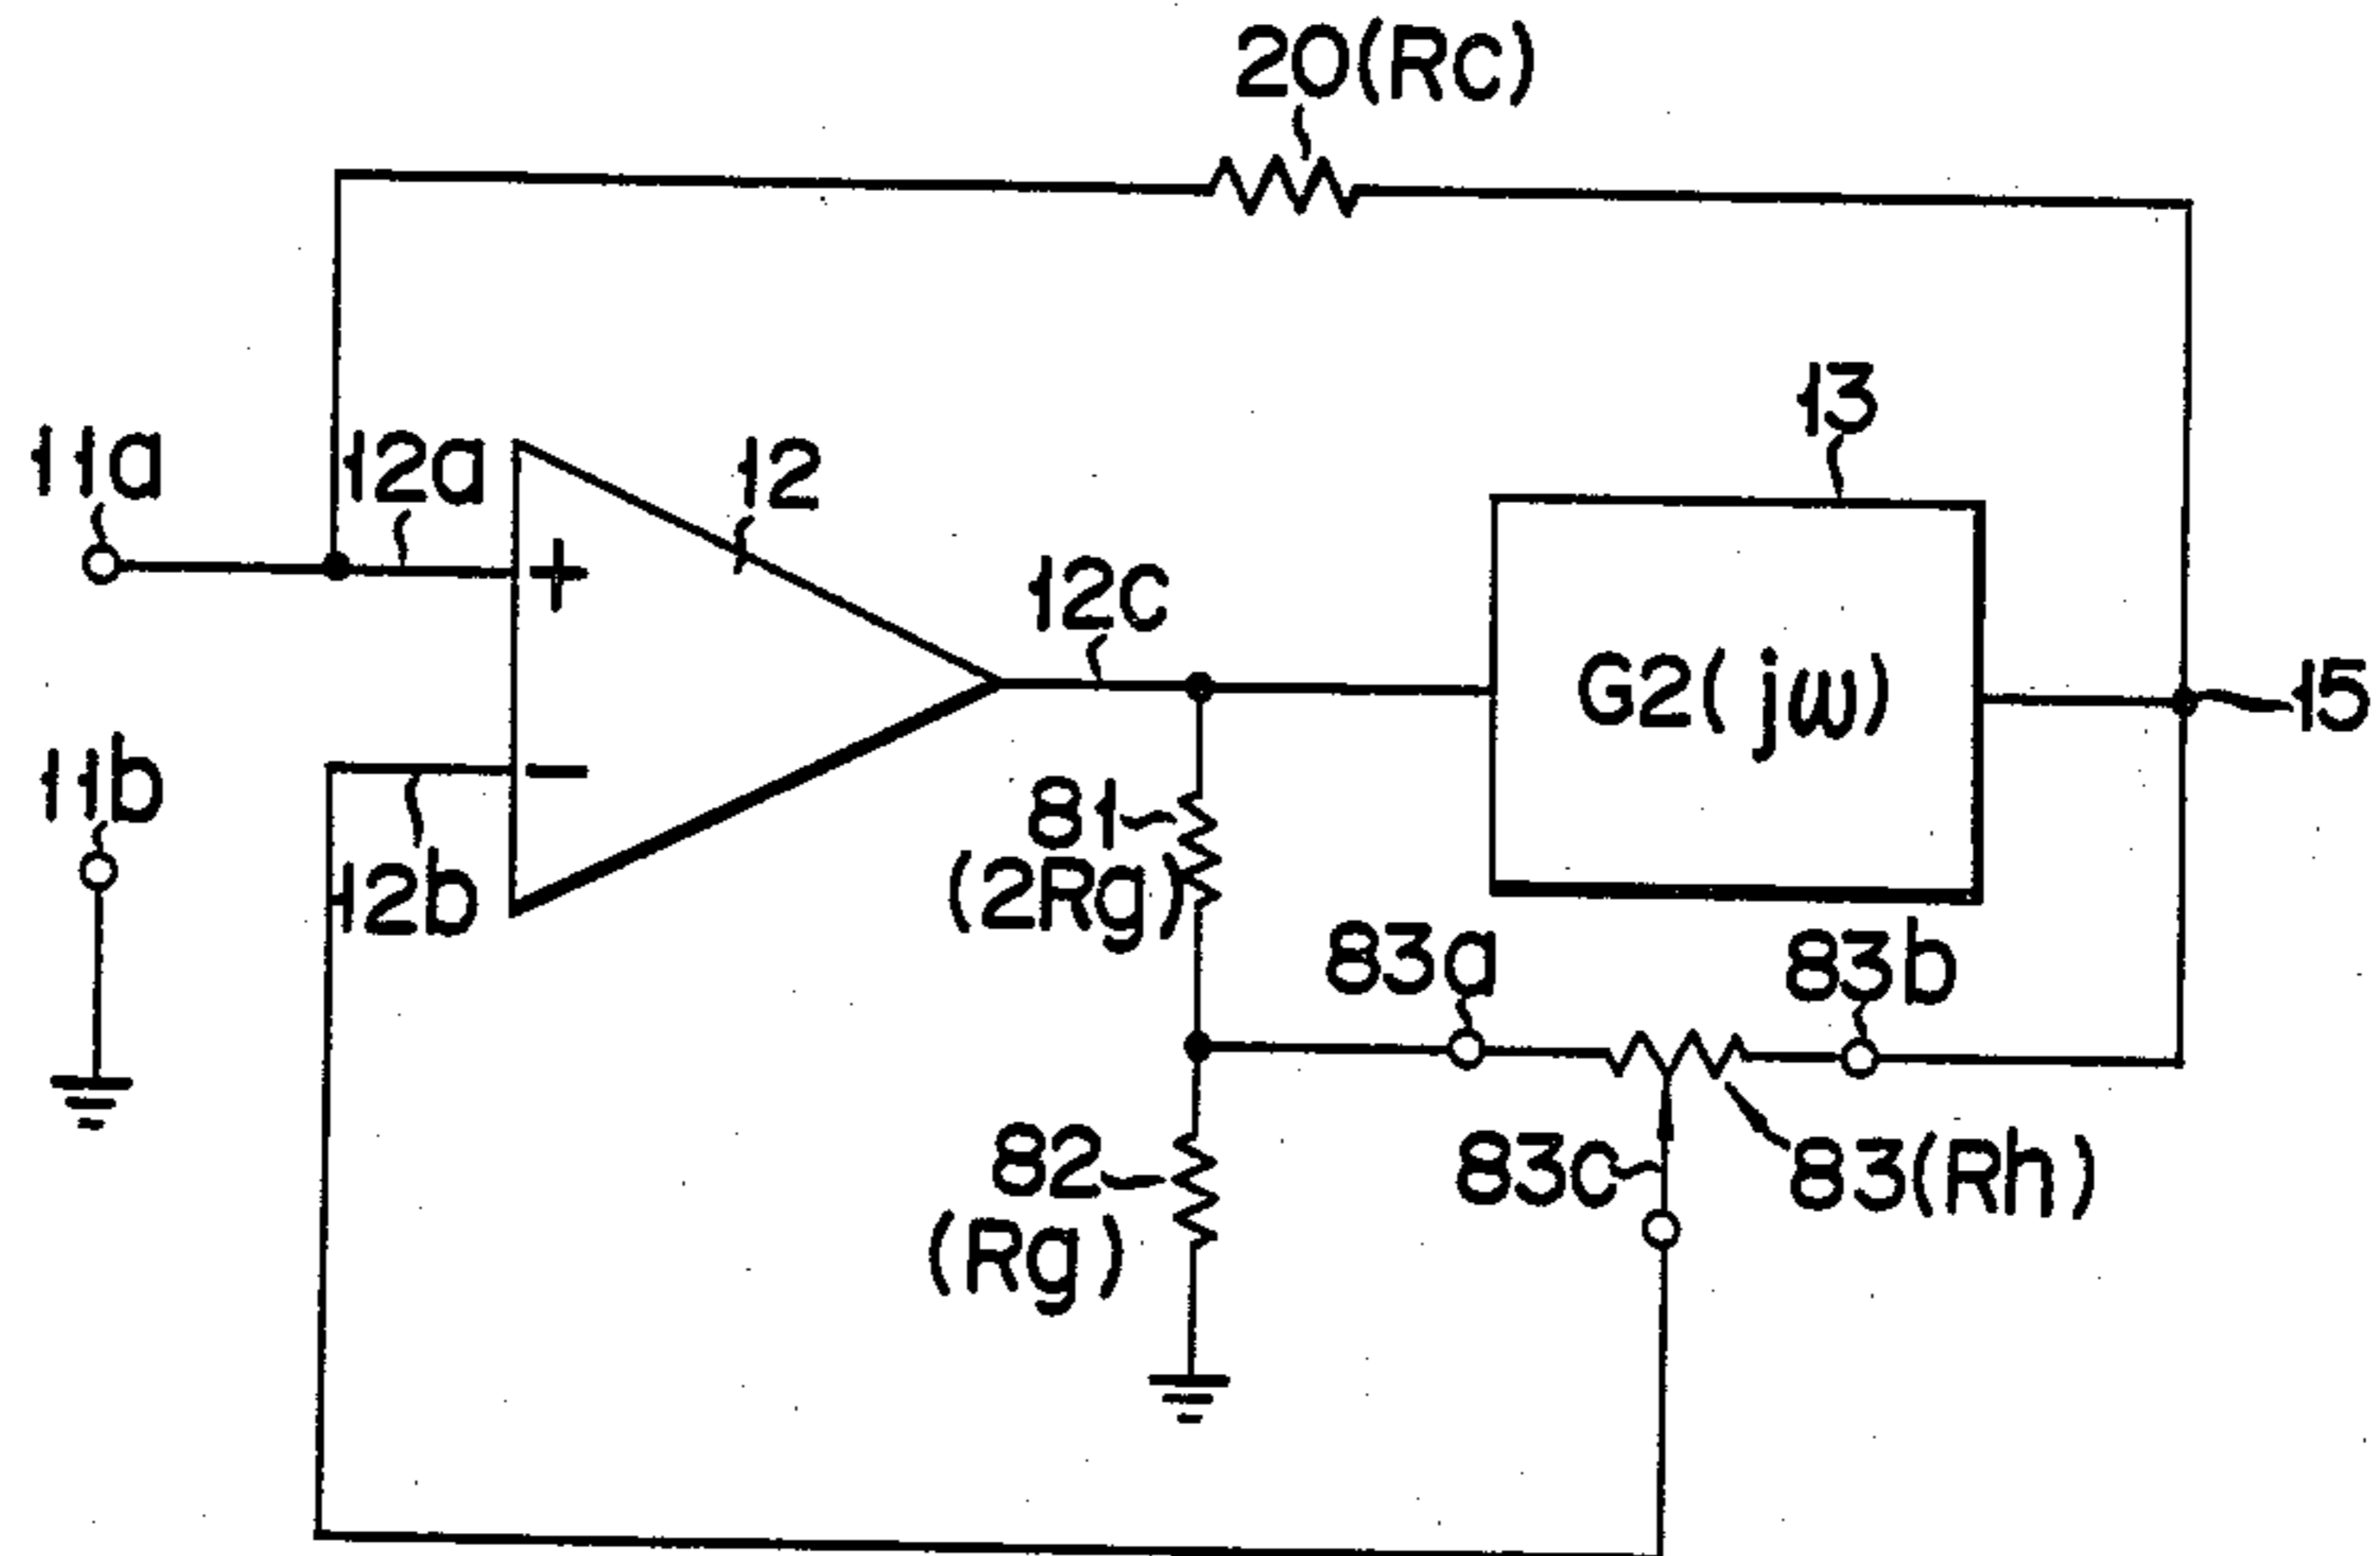 20(Rc)
13
11a
12a
12
+
12c
G2(jω)
15
11b
−
12b
81
(2Rg)
83a
83b
82
(Rg)
83c
83(Rh)